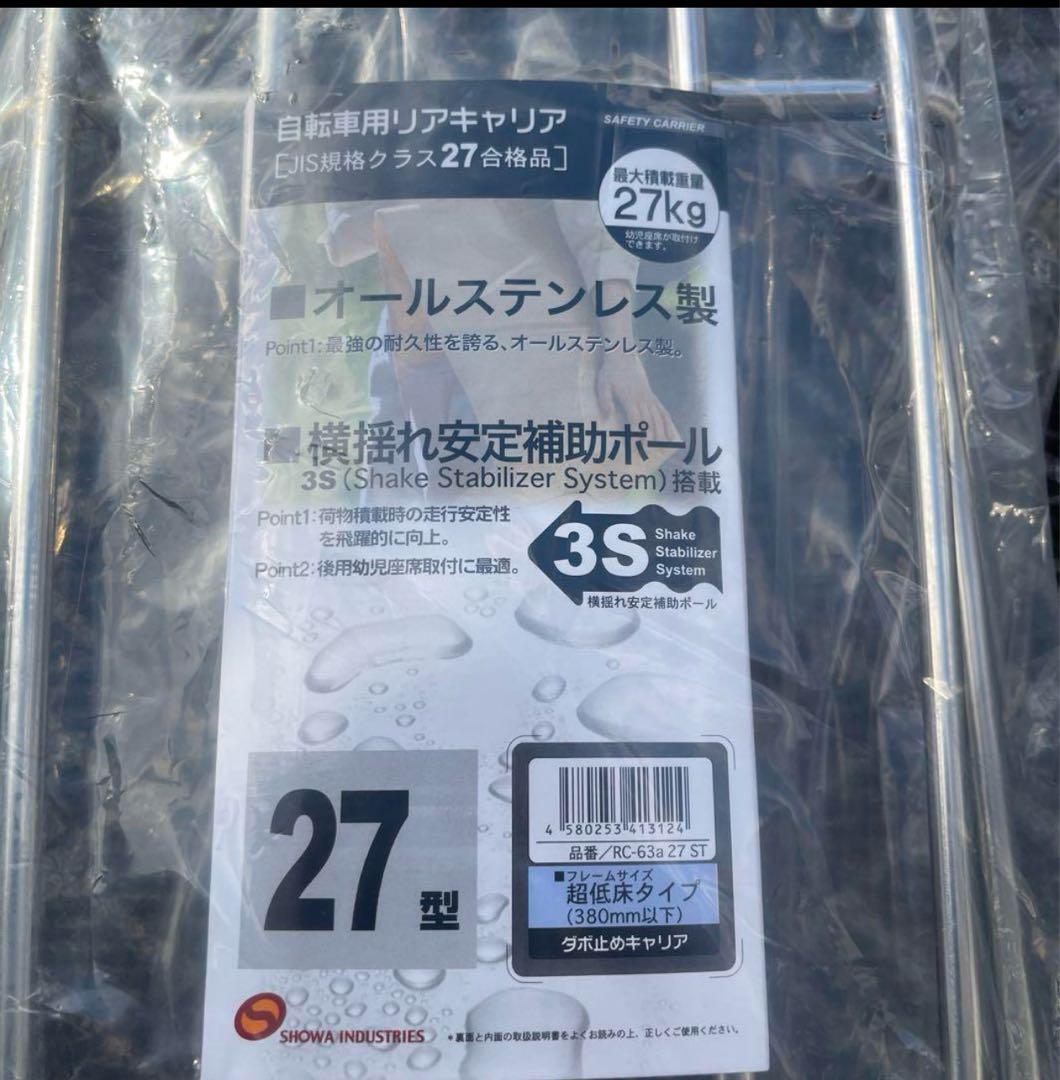 自転車用リアキャリア
[JIS規格クラス27合格品]
SAFETY CARRIER
最大積載重量
27kg
幼児座席が取付け
できます。
■オールステンレス製
Point1:最強の耐久性を誇る、オールステンレス製。
■横揺れ安定補助ポール
3S(Shake Stabilizer System)搭載
Point1:荷物積載時の走行安定性
を飛躍的に向上。
Point2:後用幼児座席取付に最適。
3S
Shake
Stabilizer
System
横揺れ安定補助ポール
27型
4 580253 413124
品番/RC-63a 27 ST
■フレームサイズ
超低床タイプ
(380mm以下)
ダボ止めキャリア
SHOWA INDUSTRIES
*裏面と内面の取扱説明書をよくお読みの上、正しくご使用ください。